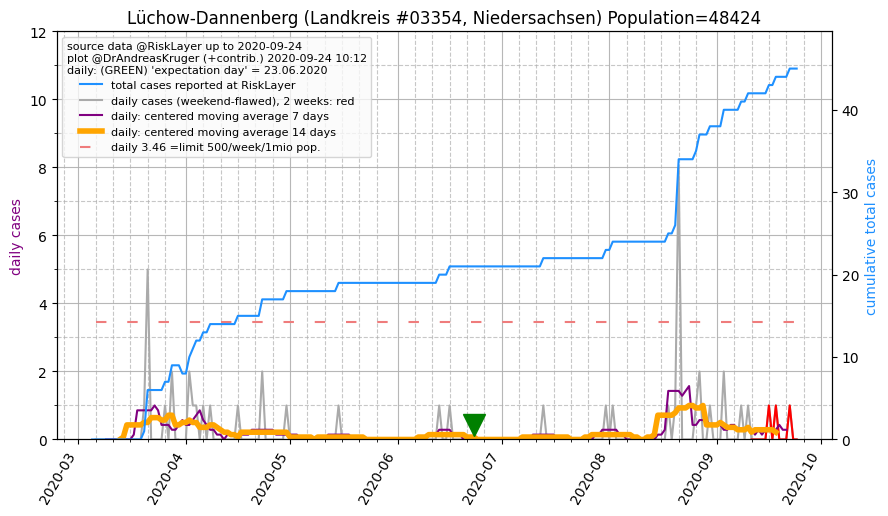 Lüchow-Dannenberg (Landkreis #03354, Niedersachsen) Population=48424
source data @RiskLayer up to 2020-09-24
plot @DrAndreasKruger (+contrib.) 2020-09-24 10:12
daily: (GREEN) 'expectation day' = 23.06.2020
total cases reported at RiskLayer
daily cases (weekend-flawed), 2 weeks: red
daily: centered moving average 7 days
daily: centered moving average 14 days
daily 3.46 =limit 500/week/1mio pop.
daily cases
12
10
8
6
4
2
0
cumulative total cases
40
30
20
10
0
2020-03
2020-04
2020-05
2020-06
2020-07
2020-08
2020-09
2020-10